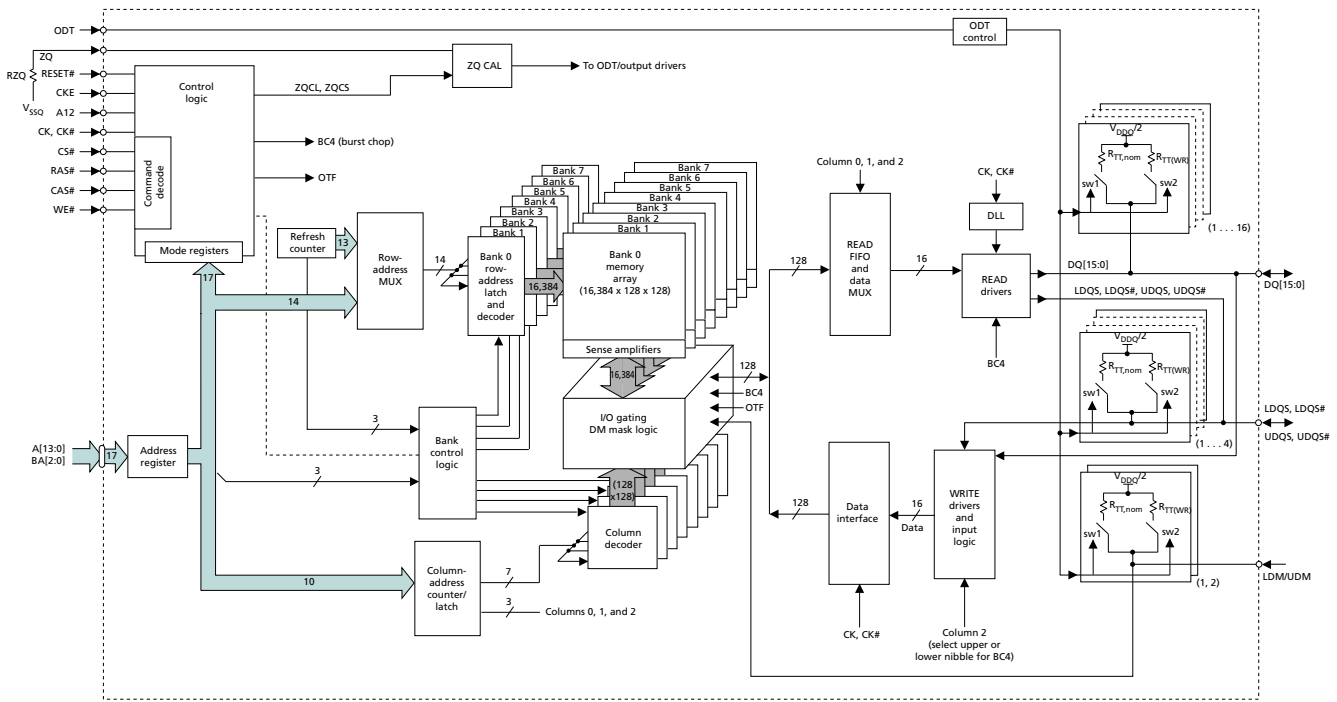 ODT
ODT
control
ZQ
RZQ
RESET#
ZQ CAL
To ODT/output drivers
CKE
Control
logic
ZQCL, ZQCS
VSSQ
A12
CK, CK#
BC4 (burst chop)
CS#
RAS#
CAS#
WE#
Command
decode
OTF
Mode registers
Refresh
counter
13
Row-
address
MUX
14
17
14
Bank 7
Bank 6
Bank 5
Bank 4
Bank 3
Bank 2
Bank 1
Bank 0
row-
address
latch
and
decoder
16,384
Bank 7
Bank 6
Bank 5
Bank 4
Bank 3
Bank 2
Bank 1
Bank 0
memory
array
(16,384 x 128 x 128)
Sense amplifiers
16,384
I/O gating
DM mask logic
128
BC4
OTF
(128
x128)
Column
decoder
3
3
Bank
control
logic
A[13:0]
BA[2:0]
17
Address
register
10
Column-
address
counter/
latch
7
3
Columns 0, 1, and 2
Column 0, 1, and 2
128
READ
FIFO
and
data
MUX
16
CK, CK#
DLL
READ
drivers
BC4
DQ[15:0]
LDQS, LDQS#, UDQS, UDQS#
128
Data
interface
16
Data
WRITE
drivers
and
input
logic
CK, CK#
Column 2
(select upper or
lower nibble for BC4)
VDDQ/2
RTT,nom
RTT(WR)
sw1
sw2
(1 . . . 16)
DQ[15:0]
VDDQ/2
RTT,nom
RTT(WR)
sw1
sw2
(1 . . . 4)
LDQS, LDQS#
UDQS, UDQS#
VDDQ/2
RTT,nom
RTT(WR)
sw1
sw2
(1, 2)
LDM/UDM